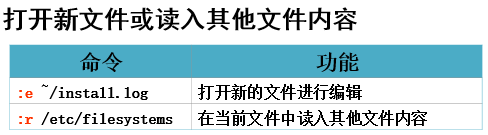 打开新文件或读入其他文件内容
命令 功能
:e ~/install.log 打开新的文件进行编辑
:r /etc/filesystems 在当前文件中读入其他文件内容